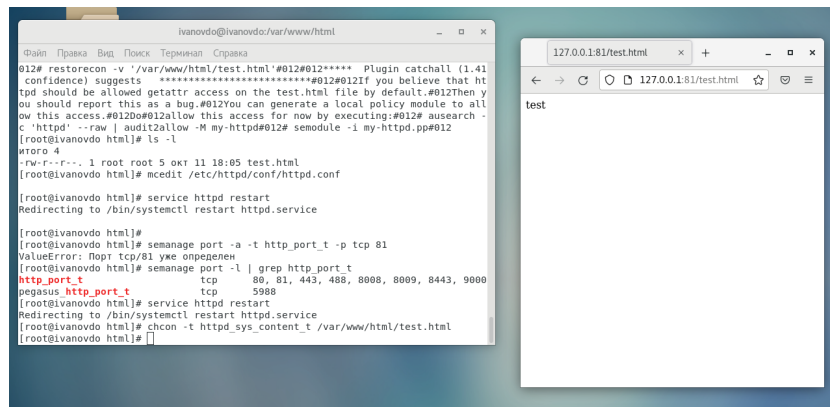 ivanovdo@ivanovdo:/var/www/html
Файл Правка Вид Поиск Терминал Справка
012# restorecon -v '/var/www/html/test.html'#012#012***** Plugin catchall (1.41
confidence) suggests **************************#012#012If you believe that ht
tpd should be allowed getattr access on the test.html file by default.#012Then y
ou should report this as a bug.#012You can generate a local policy module to all
ow this access.#012Do#012allow this access for now by executing:#012# ausearch -
c 'httpd' --raw | audit2allow -M my-httpd#012# semodule -i my-httpd.pp#012
[root@ivanovdo html]# ls -l
итого 4
-rw-r--r--. 1 root root 5 окт 11 18:05 test.html
[root@ivanovdo html]# mcedit /etc/httpd/conf/httpd.conf
[root@ivanovdo html]# service httpd restart
Redirecting to /bin/systemctl restart httpd.service
[root@ivanovdo html]#
[root@ivanovdo html]# semanage port -a -t http_port_t -p tcp 81
ValueError: Порт tcp/81 уже определен
[root@ivanovdo html]# semanage port -l | grep http_port_t
http_port_t tcp 80, 81, 443, 488, 8008, 8009, 8443, 9000
pegasus_http_port_t tcp 5988
[root@ivanovdo html]# service httpd restart
Redirecting to /bin/systemctl restart httpd.service
[root@ivanovdo html]# chcon -t httpd_sys_content_t /var/www/html/test.html
[root@ivanovdo html]#
127.0.0.1:81/test.html
127.0.0.1:81/test.html
test